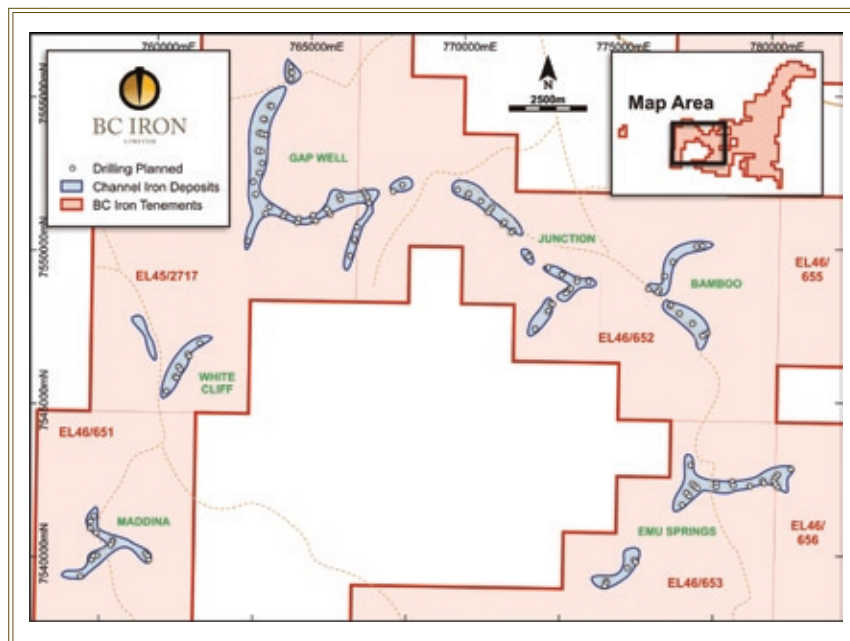 760000mE
765000mE
770000mE
775000mE
780000mE
7555000mN
7550000mN
7545000mN
7540000mN
BC IRON
LIMITED
Drilling Planned
Channel Iron Deposits
BC Iron Tenements
N
2500m
Map Area
GAP WELL
JUNCTION
BAMBOO
EL46/
655
EL45/2717
EL46/652
WHITE
CLIFF
EL46/651
MADDINA
EMU SPRINGS
EL46/
656
EL46/653